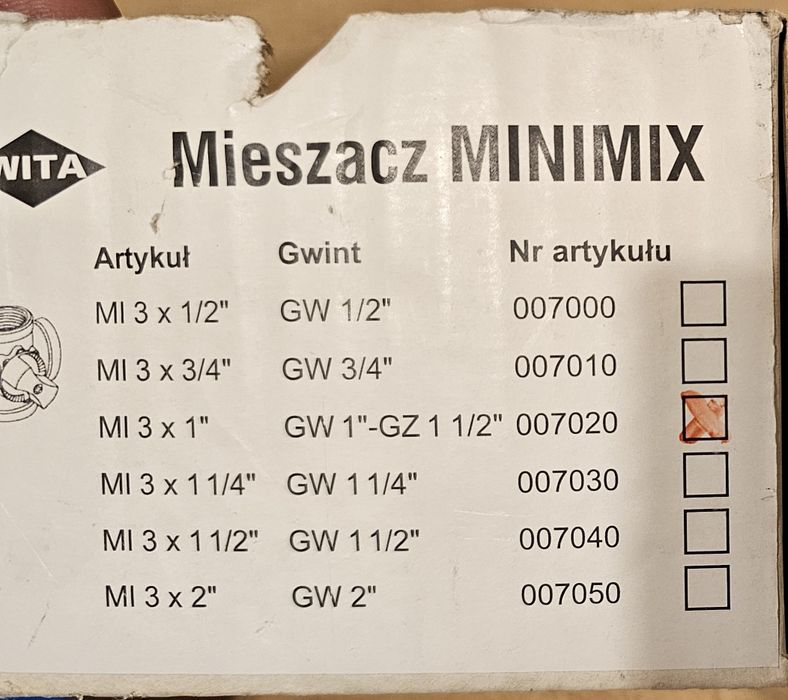 WITA
Mieszacz MINIMIX
Artykuł Gwint Nr artykułu
MI 3 x 1/2" GW 1/2" 007000
MI 3 x 3/4" GW 3/4" 007010
MI 3 x 1" GW 1"-GZ 1 1/2" 007020
MI 3 x 1 1/4" GW 1 1/4" 007030
MI 3 x 1 1/2" GW 1 1/2" 007040
MI 3 x 2" GW 2" 007050